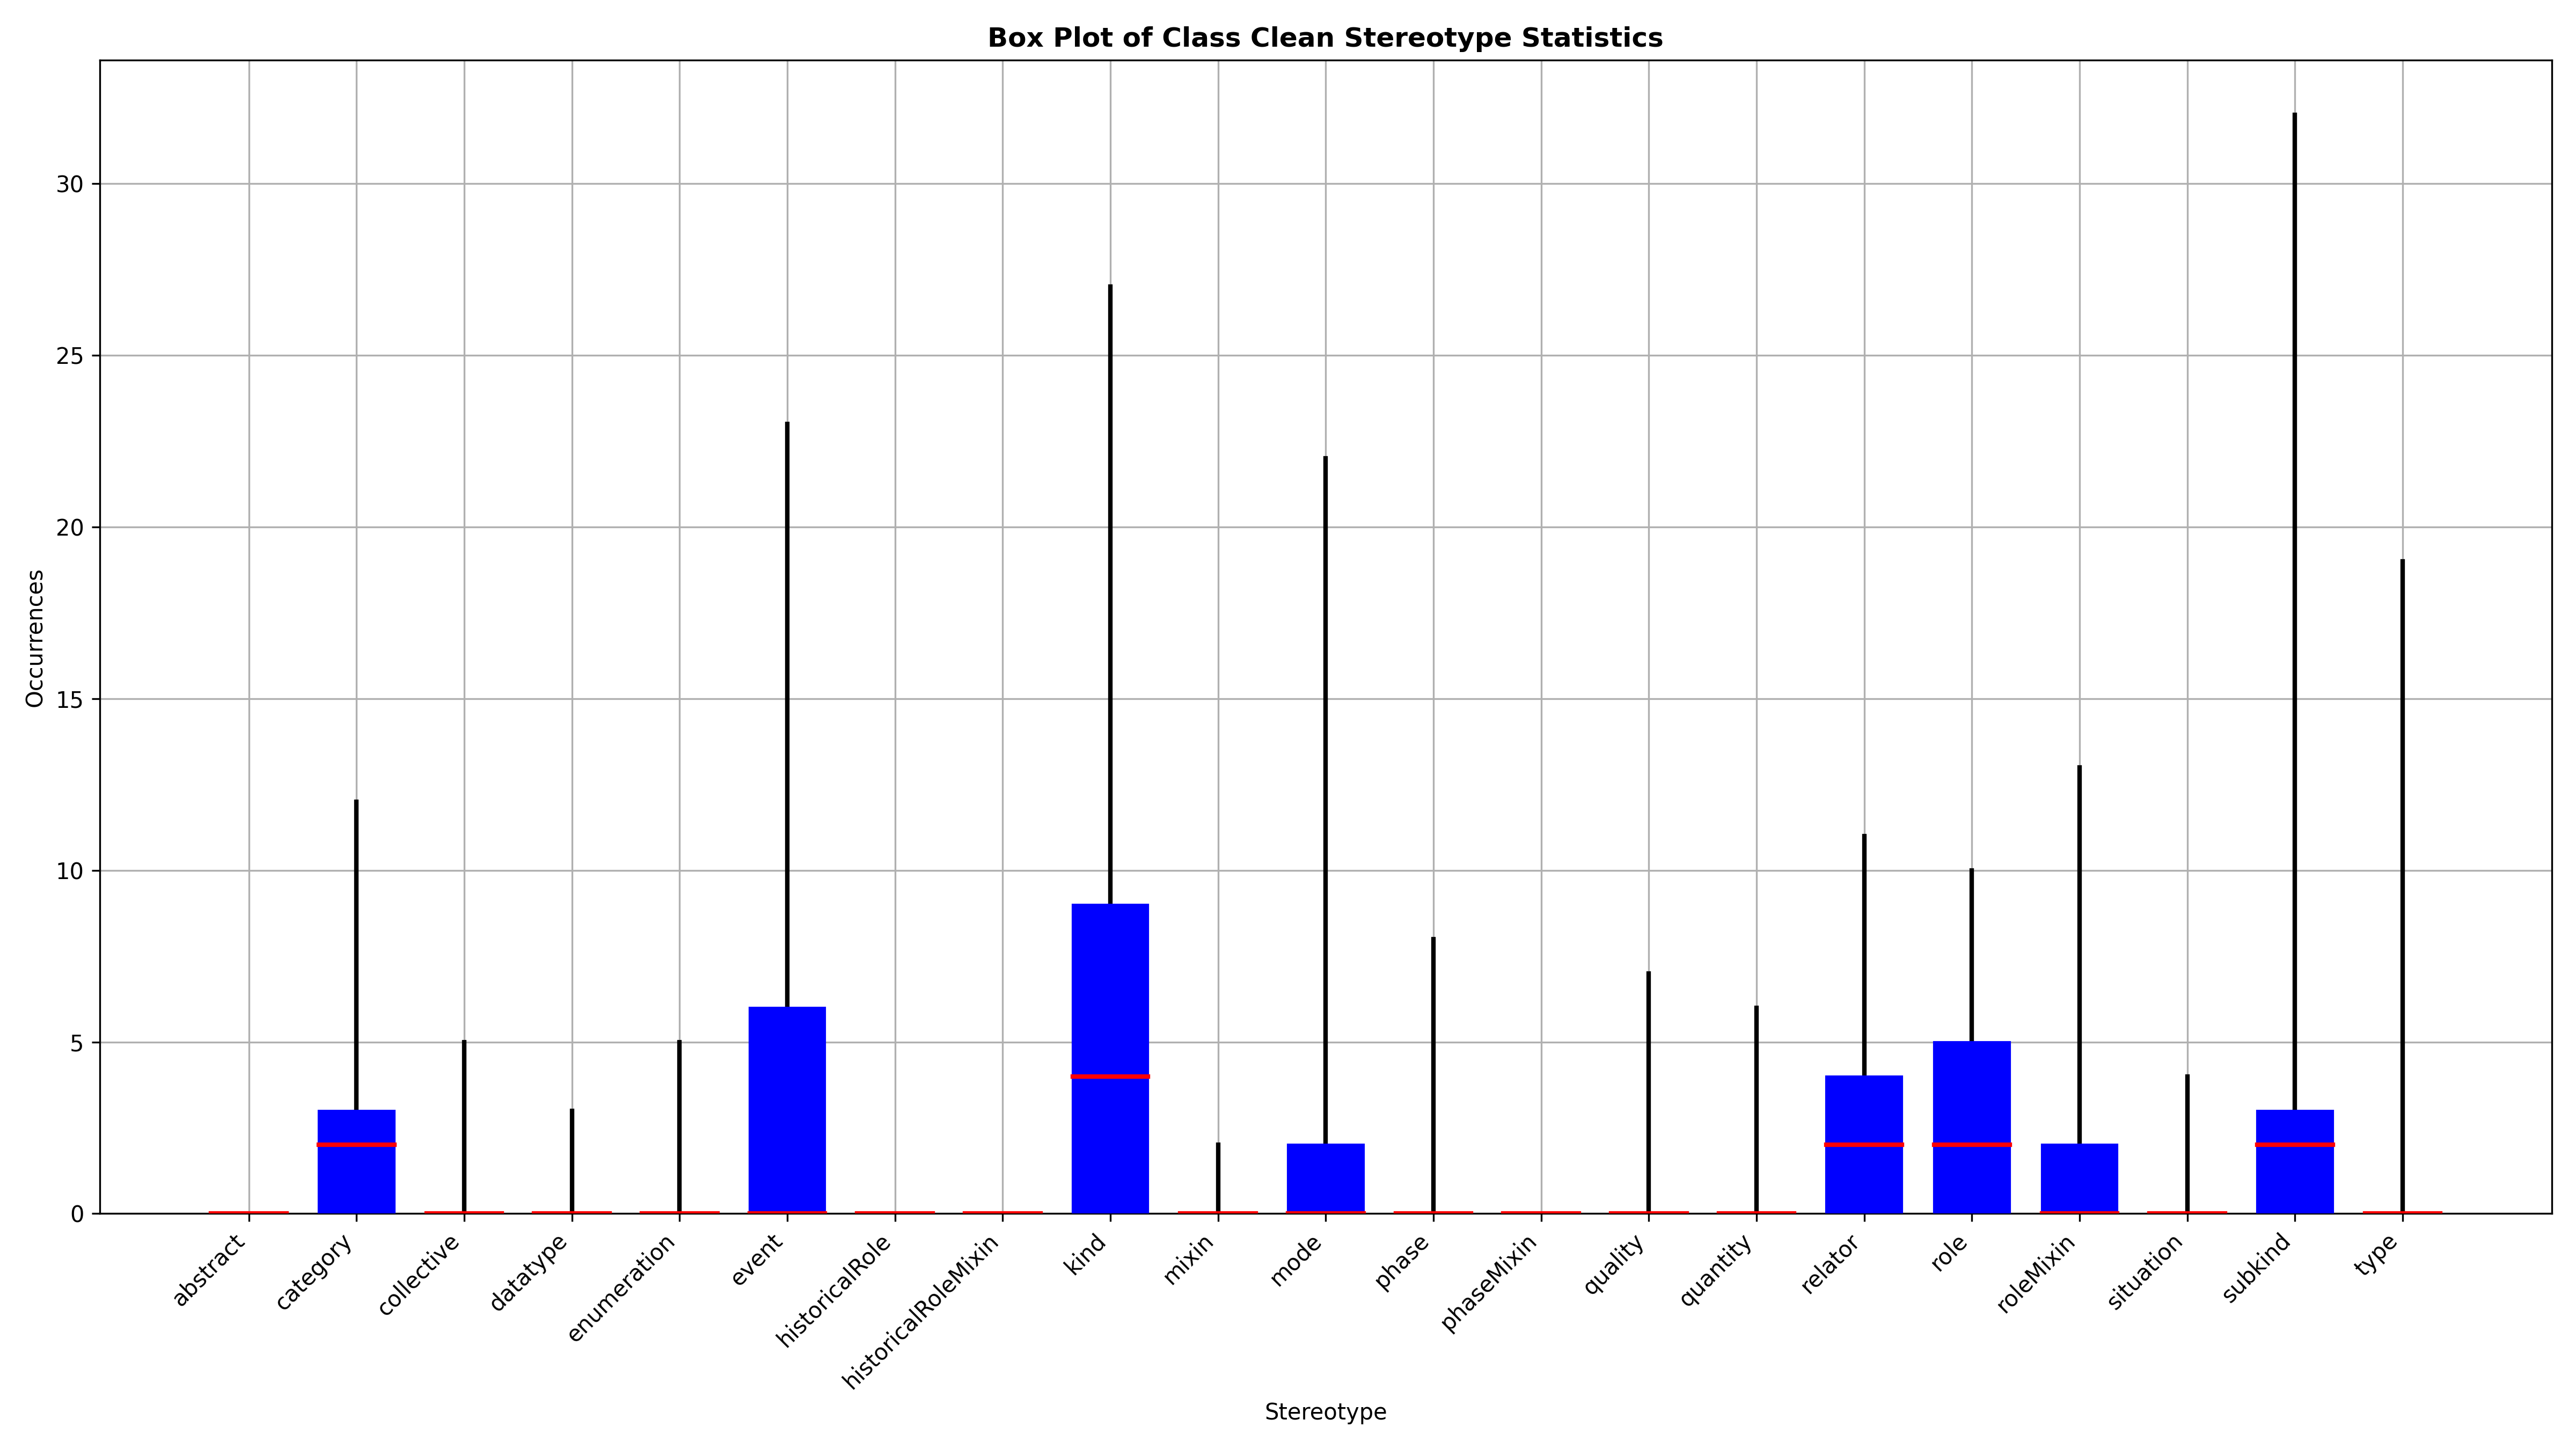 Box Plot of Class Clean Stereotype Statistics
Occurrences
30
25
20
15
10
5
0
abstract
category
collective
datatype
enumeration
event
historicalRole
historicalRoleMixin
kind
mixin
mode
phase
phaseMixin
quality
quantity
relator
role
roleMixin
situation
subkind
type
Stereotype